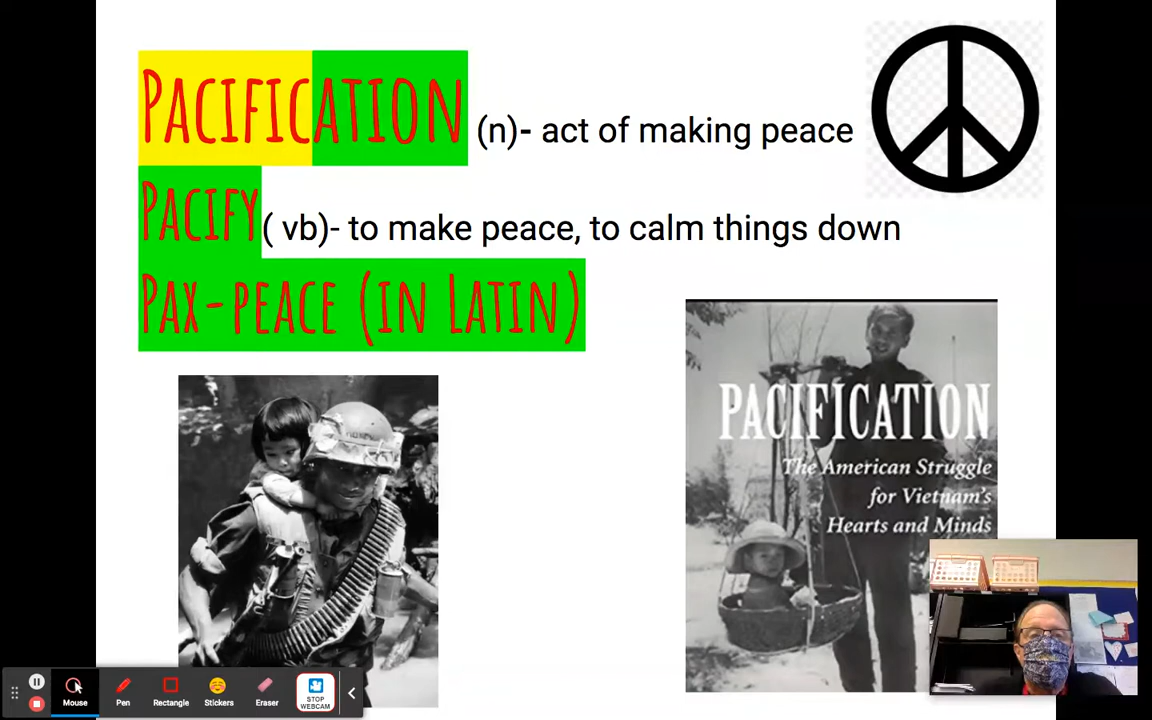 PACIFICATION (n)- act of making peace
PACIFY( vb)- to make peace, to calm things down
PAX-PEACE (IN LATIN)
PACIFICATION
The American Struggle
for Vietnam's
Hearts and Minds
Mouse
Pen
Rectangle
Stickers
Eraser
STOP
WEBCAM